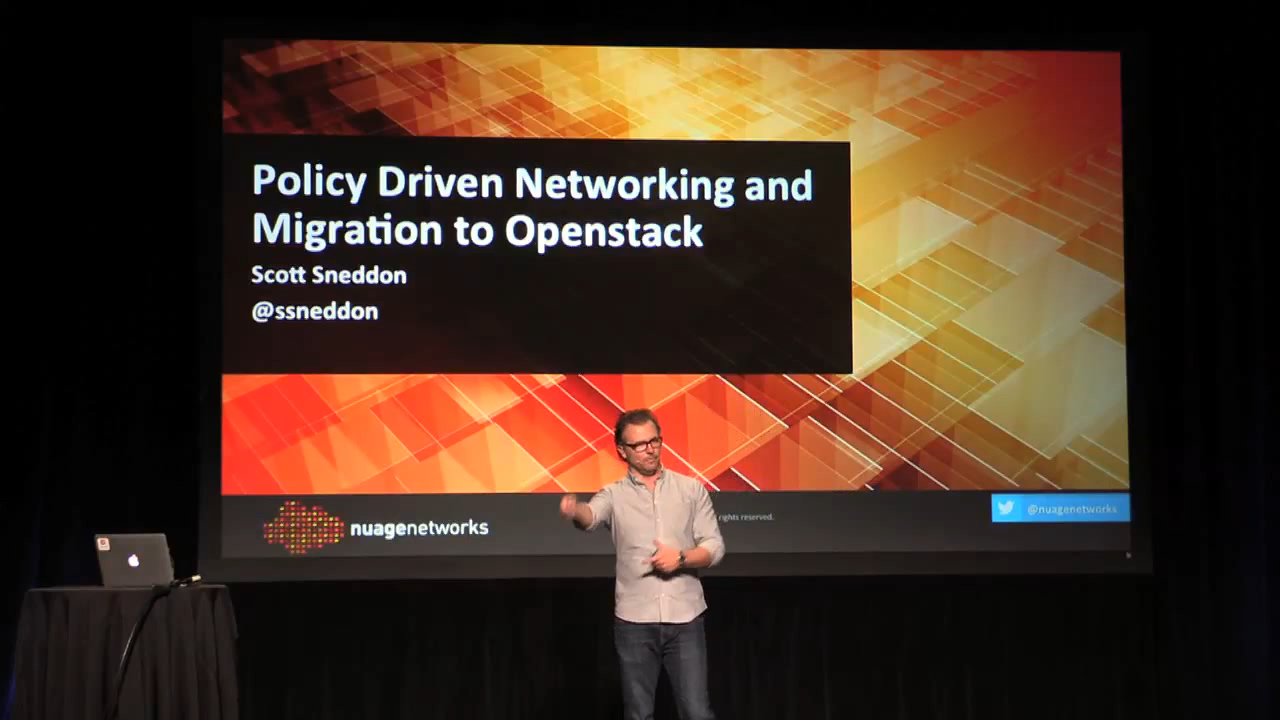 Policy Driven Networking and
Migration to Openstack
Scott Sneddon
@ssneddon
nuagenetworks
rights reserved.
@nuagenetworks